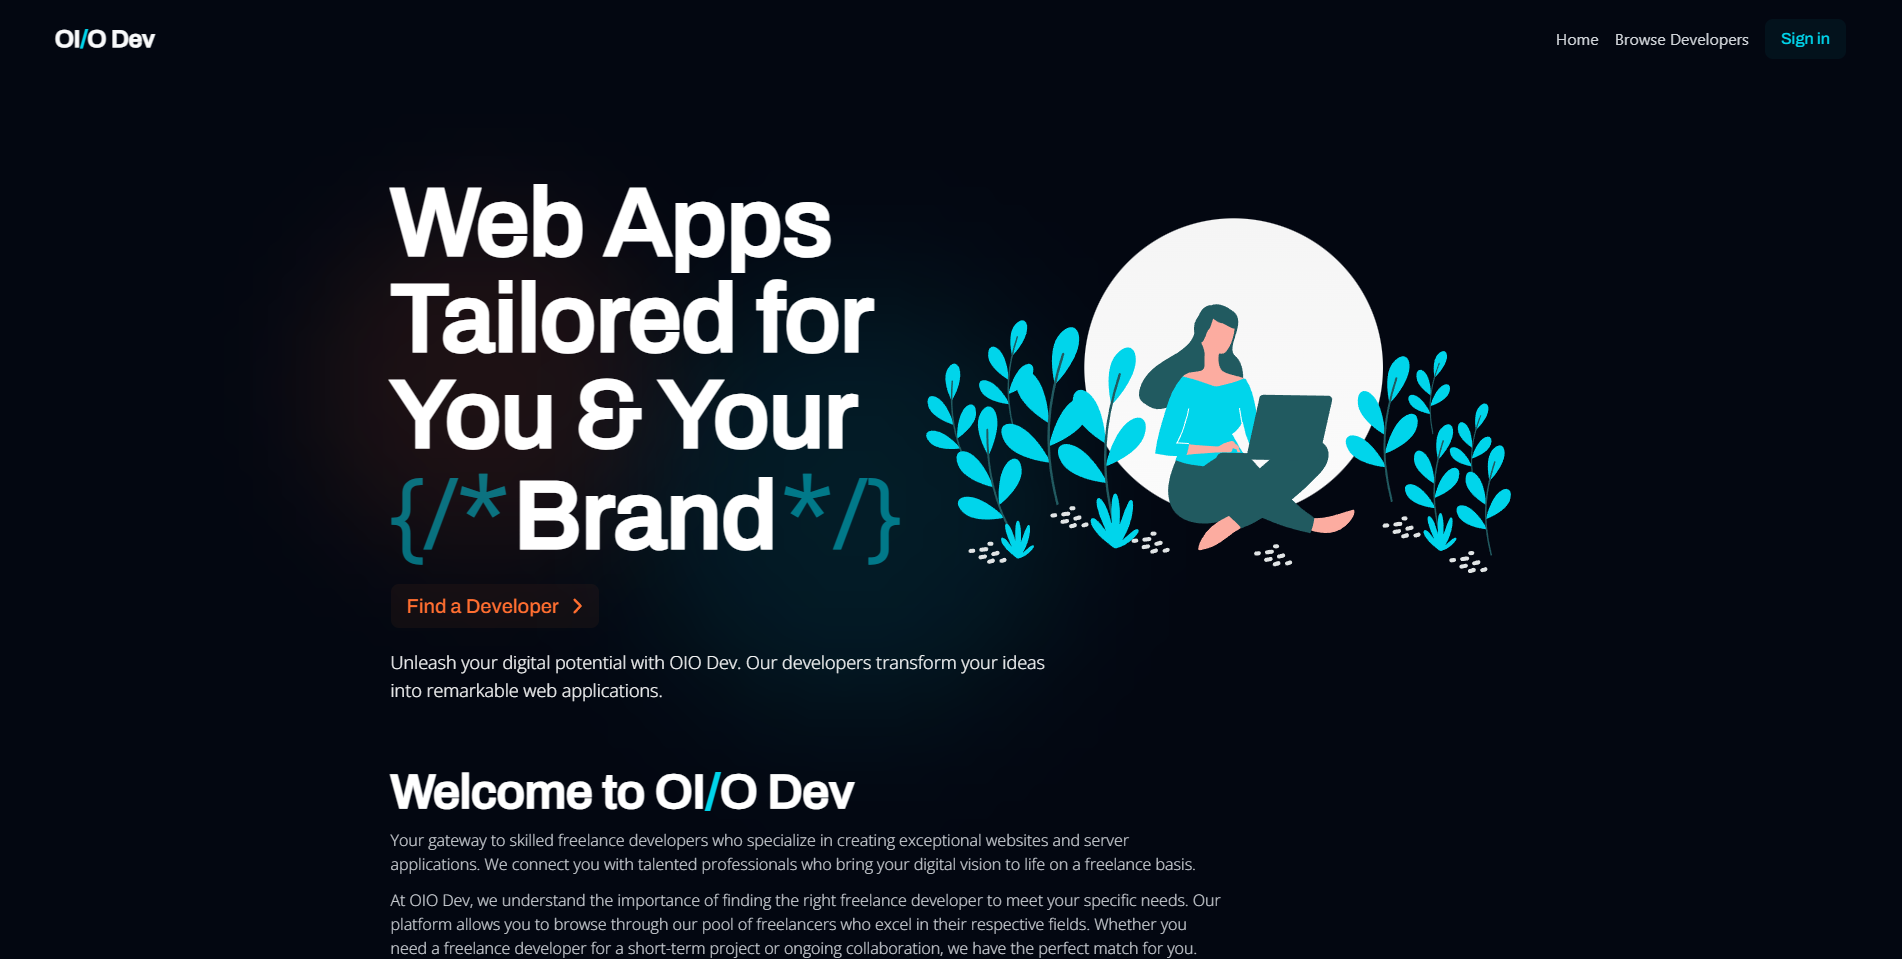 OI/O Dev
Home Browse Developers Sign in
Web Apps
Tailored for
You & Your
{/*Brand*/}
Find a Developer
Unleash your digital potential with OIO Dev. Our developers transform your ideas
into remarkable web applications.
Welcome to OI/O Dev
Your gateway to skilled freelance developers who specialize in creating exceptional websites and server
applications. We connect you with talented professionals who bring your digital vision to life on a freelance basis.
At OIO Dev, we understand the importance of finding the right freelance developer to meet your specific needs. Our
platform allows you to browse through our pool of freelancers who excel in their respective fields. Whether you
need a freelance developer for a short-term project or ongoing collaboration, we have the perfect match for you.